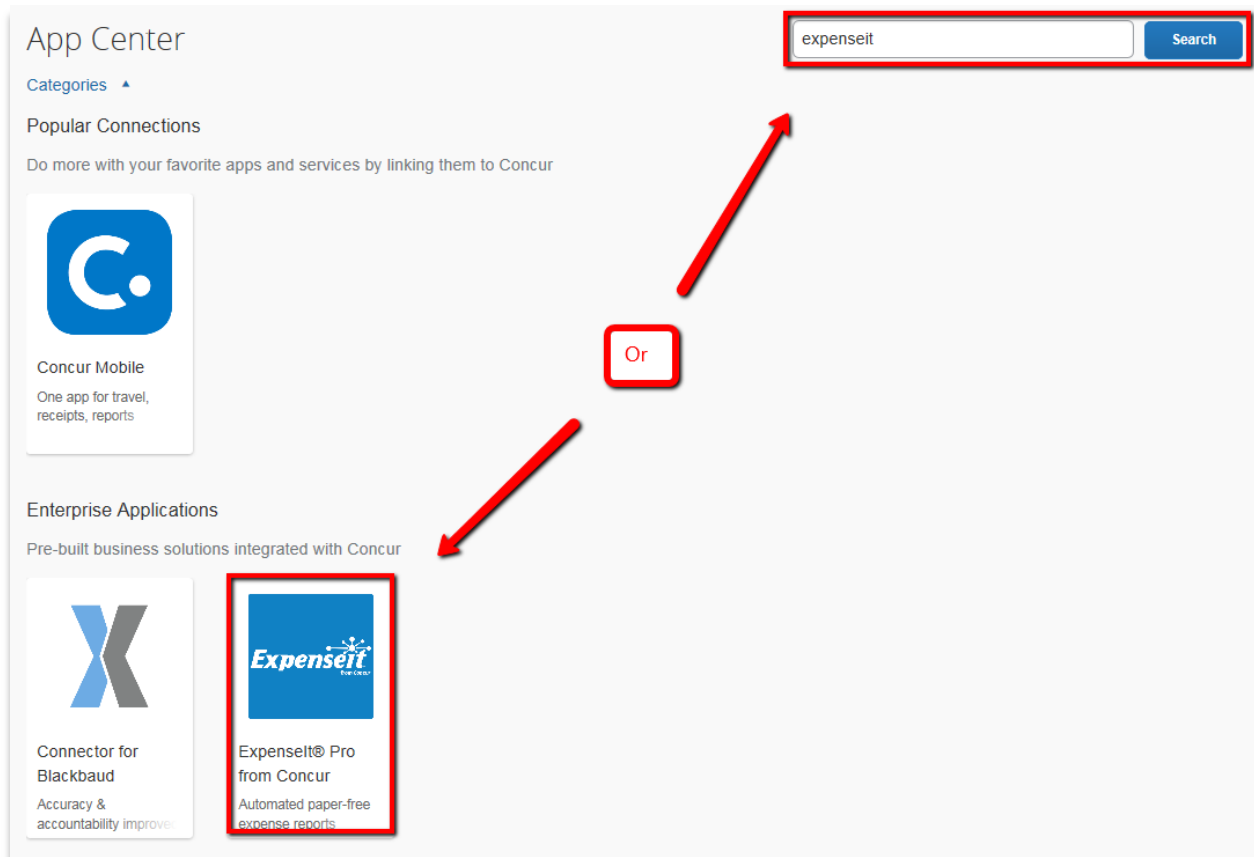 App Center
expenseit
Search
Categories
Popular Connections
Do more with your favorite apps and services by linking them to Concur
C.
Concur Mobile
One app for travel,
receipts, reports
Or
Enterprise Applications
Pre-built business solutions integrated with Concur
Expenseit
from Concur
Connector for
Blackbaud
Accuracy &
accountability improve
ExpenseIt® Pro
from Concur
Automated paper-free
expense reports